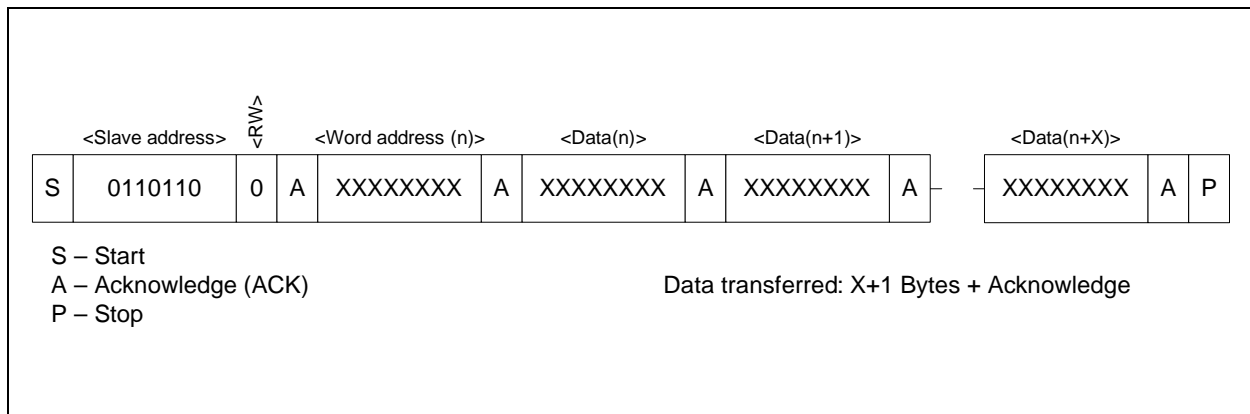 <RW>
<Slave address> <Word address (n)> <Data(n)> <Data(n+1)> <Data(n+X)>
S 0110110 0 A XXXXXXXX A XXXXXXXX A XXXXXXXX A XXXXXXXX A P
S – Start
A – Acknowledge (ACK) Data transferred: X+1 Bytes + Acknowledge
P – Stop